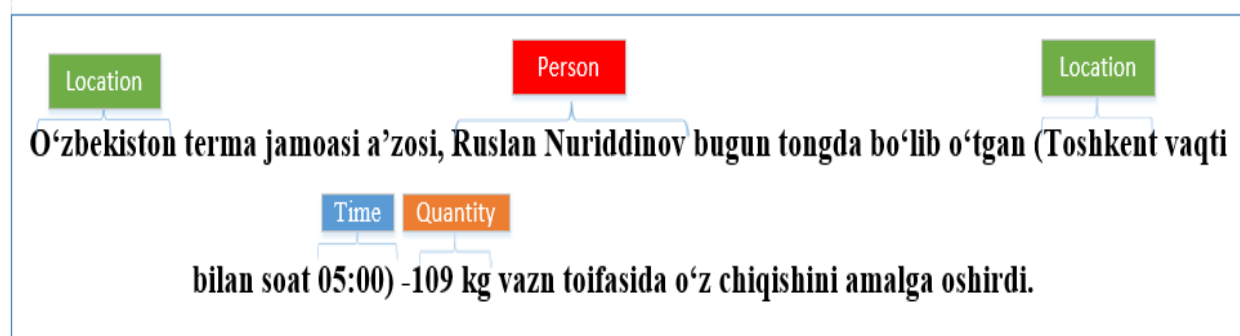 Location Person Location
O‘zbekiston terma jamoasi a’zosi, Ruslan Nuriddinov bugun tongda bo‘lib o‘tgan (Toshkent vaqti
Time Quantity
bilan soat 05:00) -109 kg vazn toifasida o‘z chiqishini amalga oshirdi.